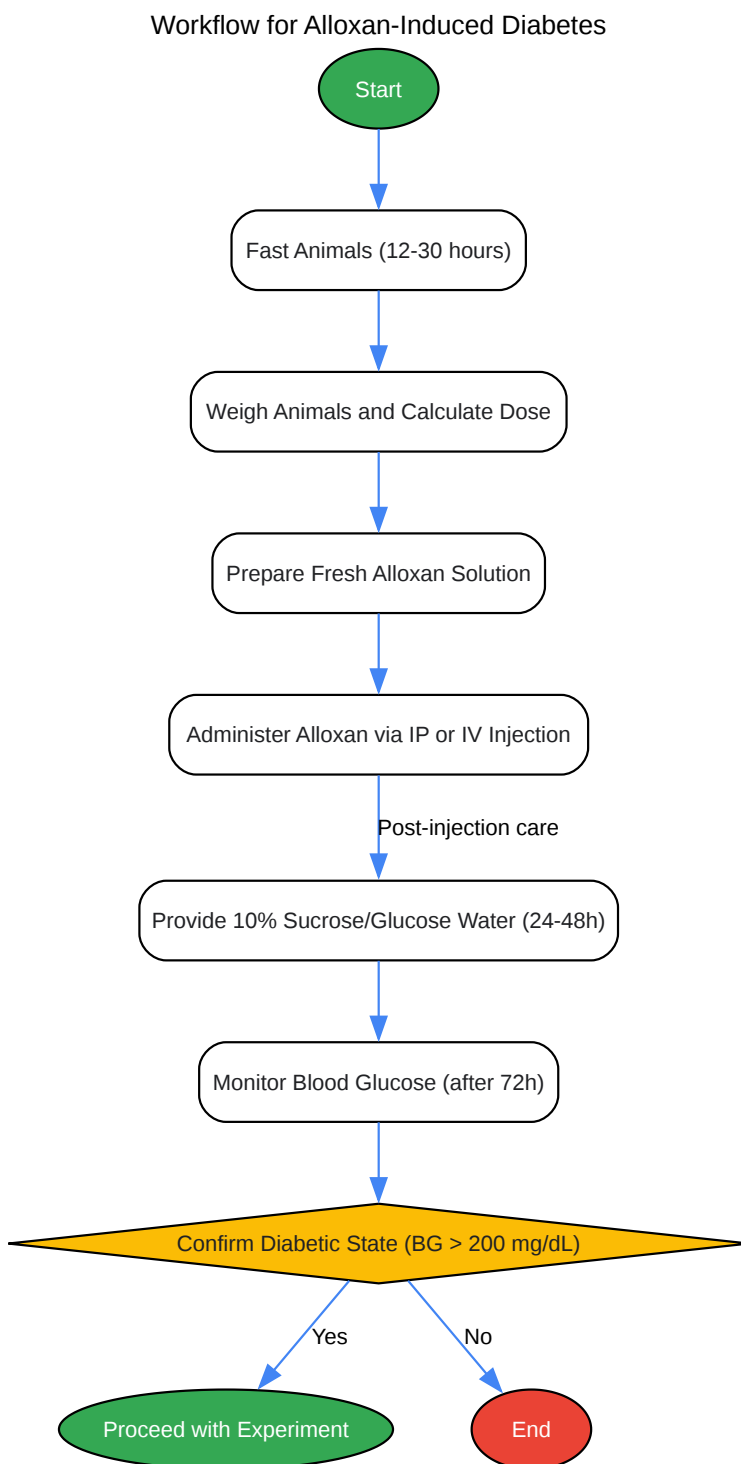 Workflow for Alloxan-Induced Diabetes
Start
Fast Animals (12-30 hours)
Weigh Animals and Calculate Dose
Prepare Fresh Alloxan Solution
Administer Alloxan via IP or IV Injection
Post-injection care
Provide 10% Sucrose/Glucose Water (24-48h)
Monitor Blood Glucose (after 72h)
Confirm Diabetic State (BG > 200 mg/dL)
Yes
No
Proceed with Experiment
End